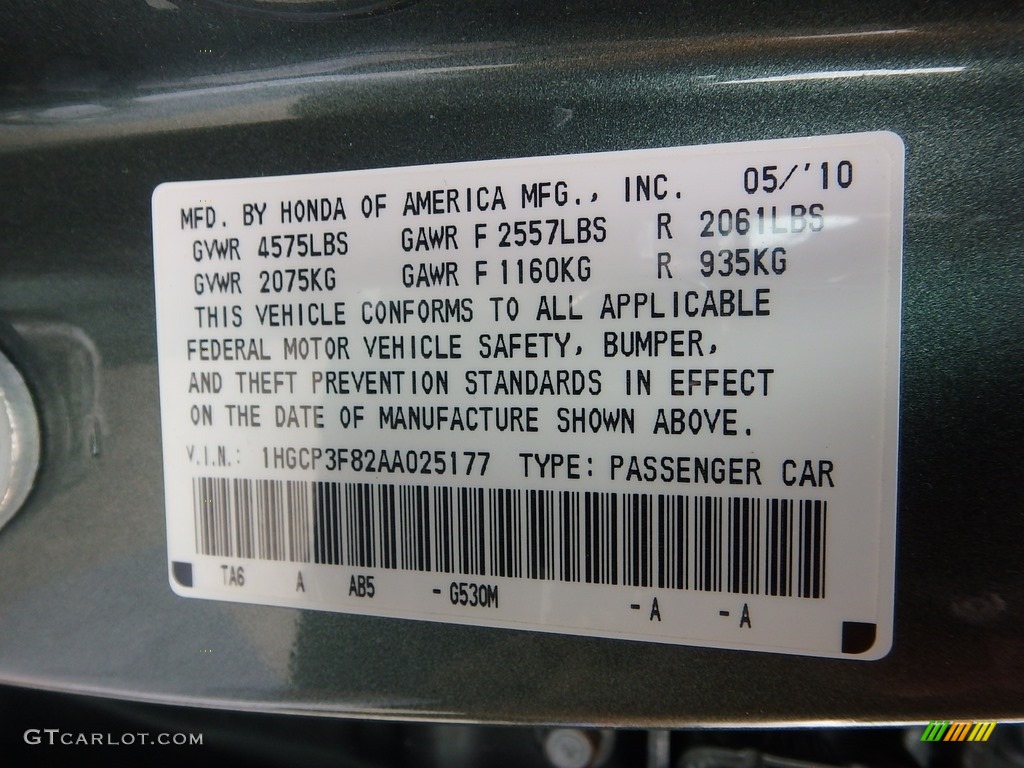 MFD. BY HONDA OF AMERICA MFG., INC. 05/'10
GVWR 4575LBS GAWR F 2557LBS R 2061LBS
GVWR 2075KG GAWR F 1160KG R 935KG
THIS VEHICLE CONFORMS TO ALL APPLICABLE
FEDERAL MOTOR VEHICLE SAFETY, BUMPER,
AND THEFT PREVENTION STANDARDS IN EFFECT
ON THE DATE OF MANUFACTURE SHOWN ABOVE.
V.I.N.: 1HGCP3F82AA025177 TYPE: PASSENGER CAR
TA6 A AB5 - G530M - A - A
GTCARLOT.COM